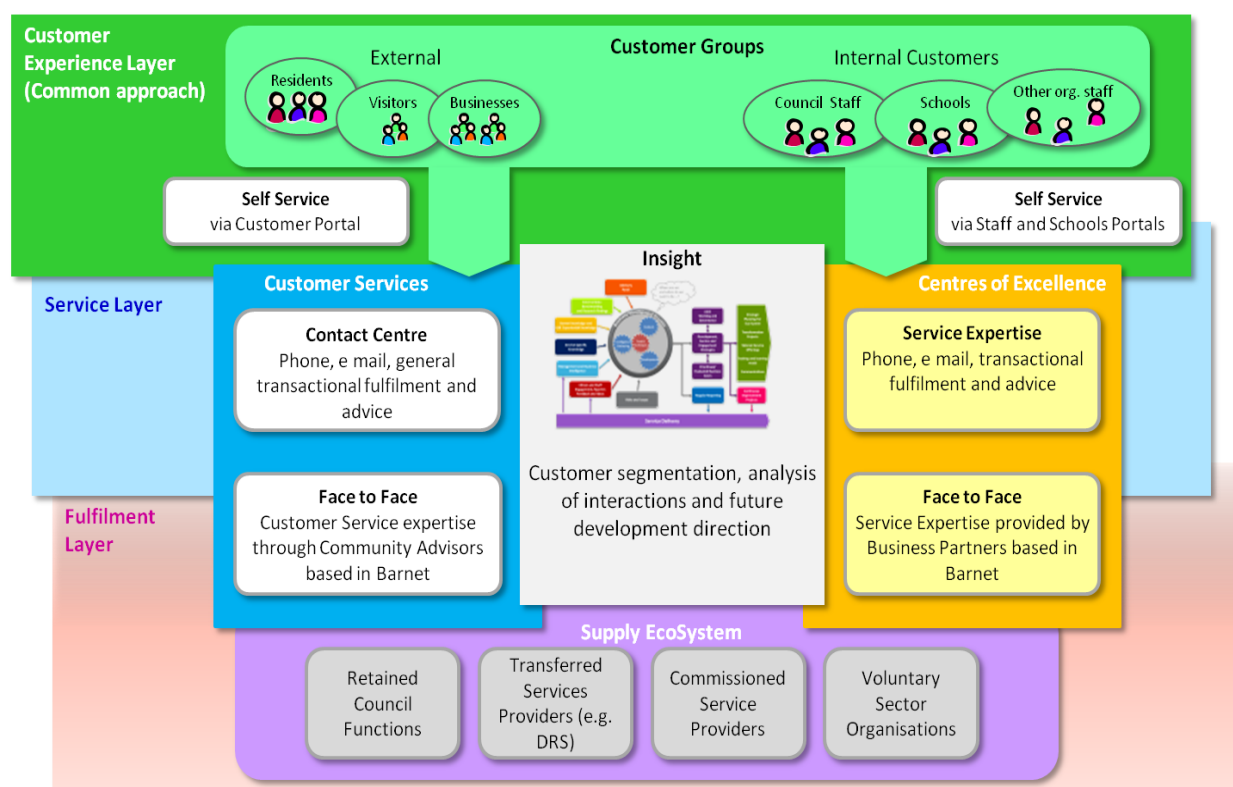 Customer
Experience Layer
(Common approach)
Customer Groups
External
Internal Customers
Residents
Visitors
Businesses
Council Staff
Schools
Other org. staff
Self Service
via Customer Portal
Self Service
via Staff and Schools Portals
Service Layer
Customer Services
Contact Centre
Phone, e mail, general
transactional fulfilment and
advice
Face to Face
Customer Service expertise
through Community Advisors
based in Barnet
Insight
Service Delivery
Customer segmentation, analysis
of interactions and future
development direction
Centres of Excellence
Service Expertise
Phone, e mail, transactional
fulfilment and advice
Face to Face
Service Expertise provided by
Business Partners based in
Barnet
Fulfilment
Layer
Supply EcoSystem
Retained
Council
Functions
Transferred
Services
Providers (e.g.
DRS)
Commissioned
Service
Providers
Voluntary
Sector
Organisations